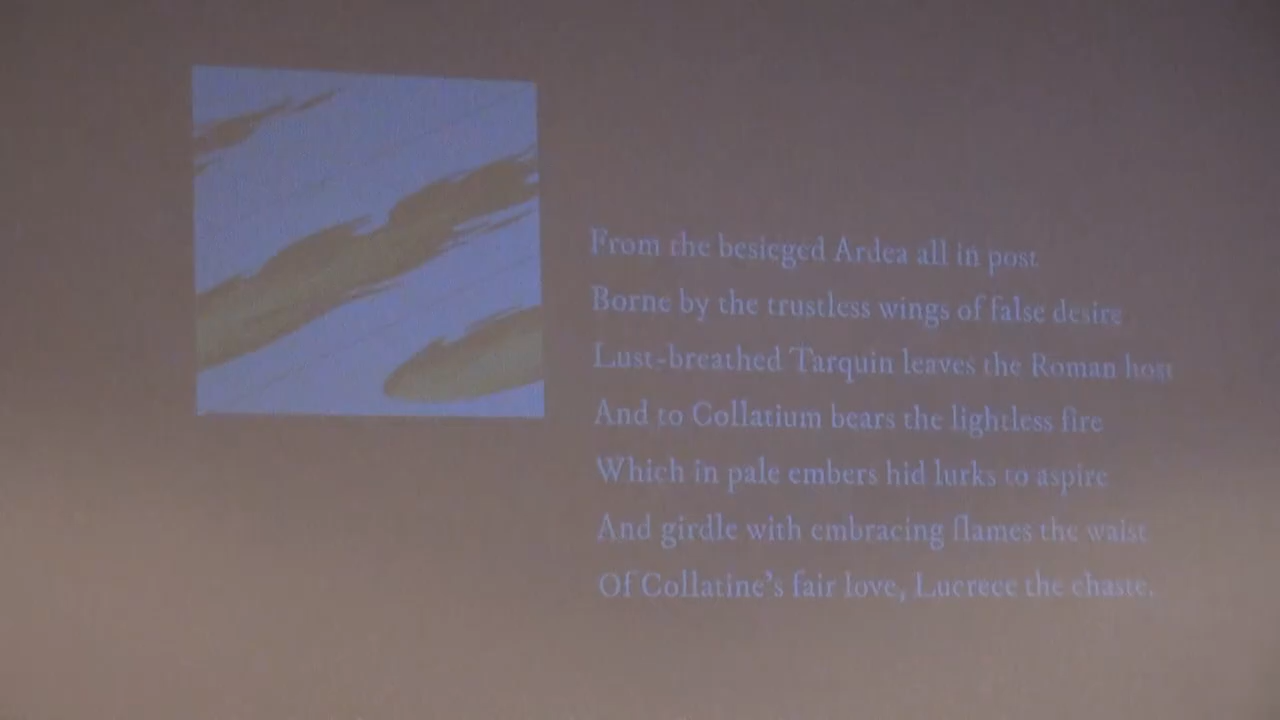 From the besieged Ardea all in post
Borne by the trustless wings of false desire
Lust-breathed Tarquin leaves the Roman host
And to Collatium bears the lightless fire
Which in pale embers hid lurks to aspire
And girdle with embracing flames the waist
Of Collatine's fair love, Lucrece the chaste.